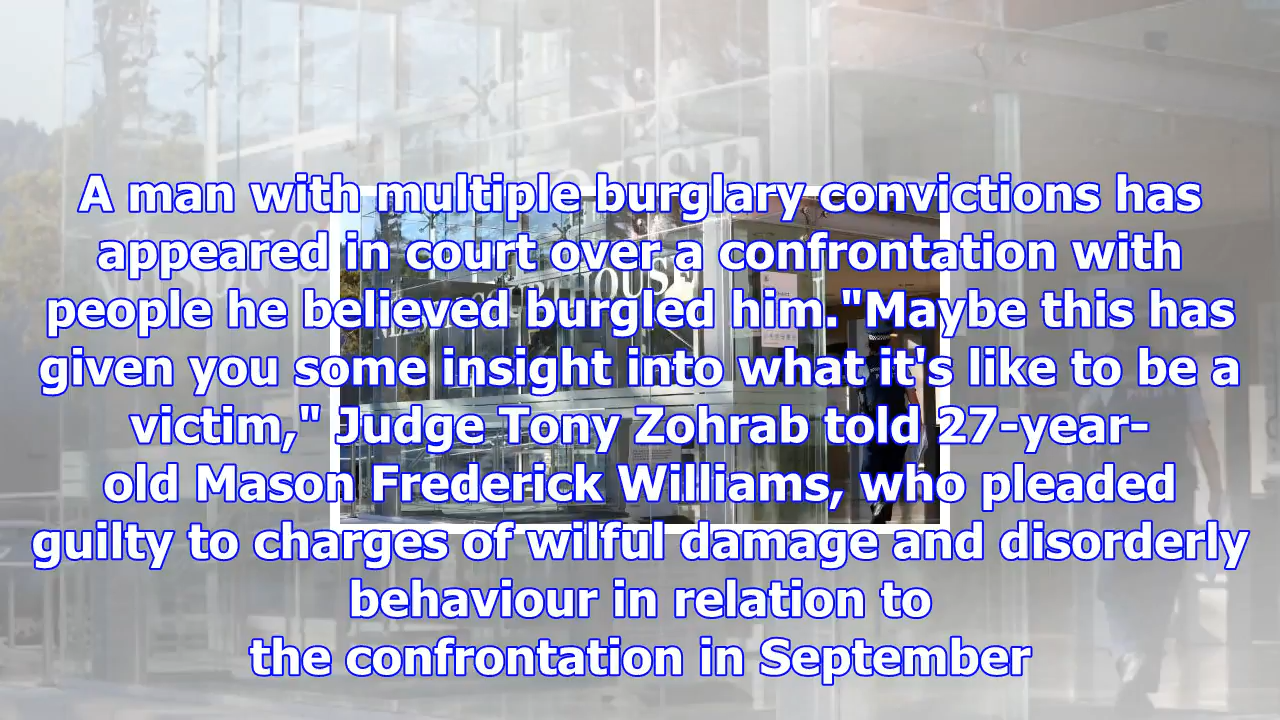 A man with multiple burglary convictions has
appeared in court over a confrontation with
people he believed burgled him."Maybe this has
given you some insight into what it's like to be a
victim," Judge Tony Zohrab told 27-year-
old Mason Frederick Williams, who pleaded
guilty to charges of wilful damage and disorderly
behaviour in relation to
the confrontation in September